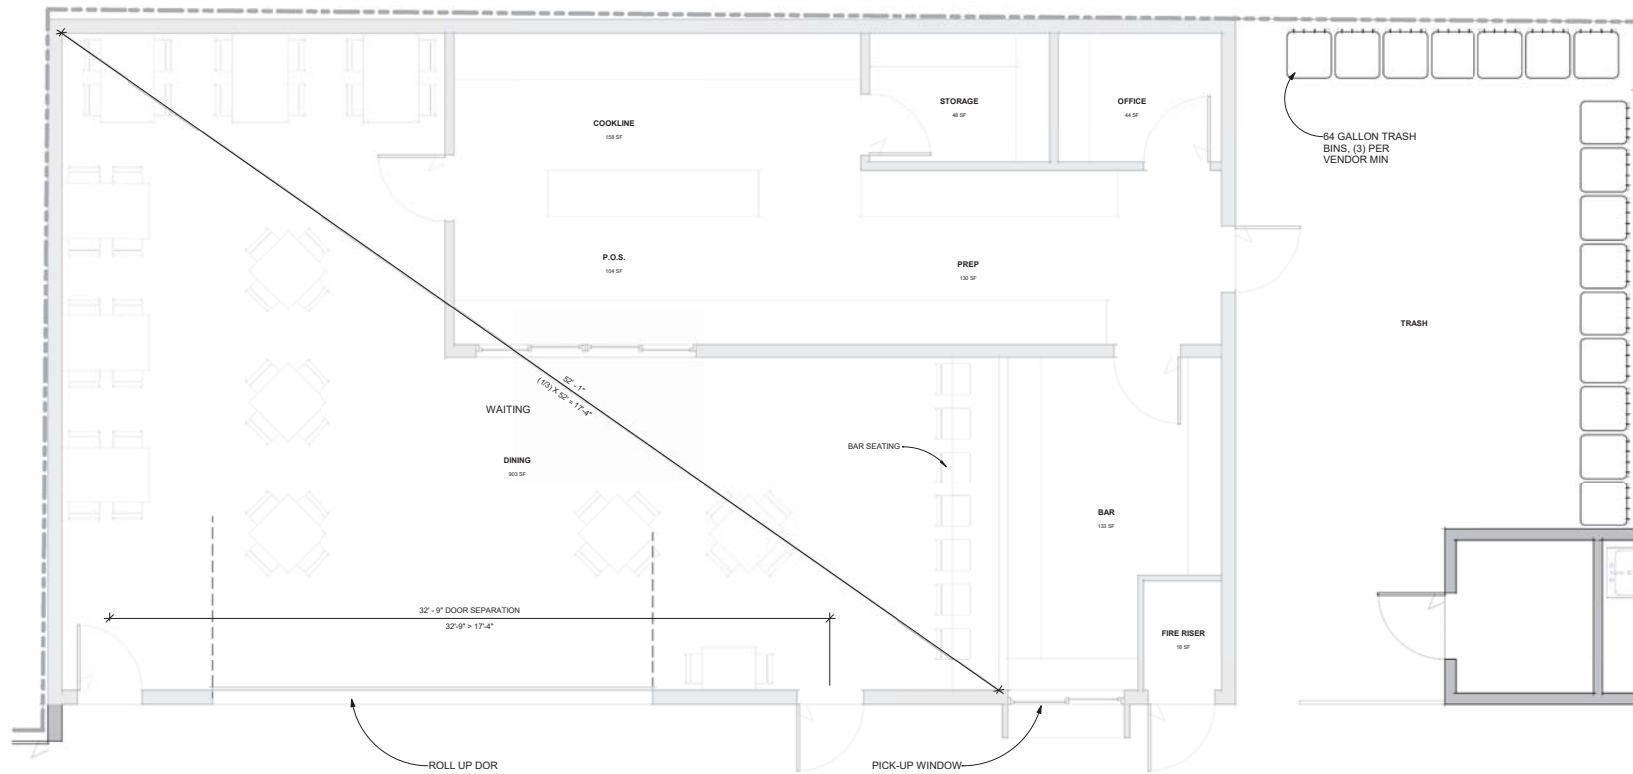 COOKLINE
158 SF
STORAGE
48 SF
OFFICE
44 SF
64 GALLON TRASH
BINS, (3) PER
VENDOR MIN
P.O.S.
104 SF
PREP
130 SF
TRASH
52' - 1"
(1/3) X 52' = 17'-4"
WAITING
BAR SEATING
DINING
903 SF
BAR
133 SF
32' - 9" DOOR SEPARATION
32'-9" > 17'-4"
FIRE RISER
18 SF
ROLL UP DOR
PICK-UP WINDOW